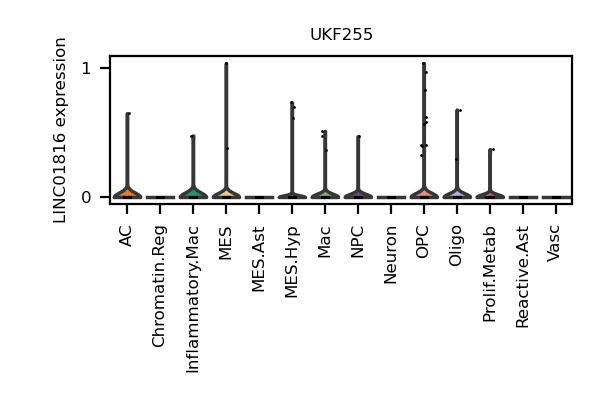 UKF255
LINC01816 expression
1
0
AC
Chromatin.Reg
Inflammatory.Mac
MES
MES.Ast
MES.Hyp
Mac
NPC
Neuron
OPC
Oligo
Prolif.Metab
Reactive.Ast
Vasc